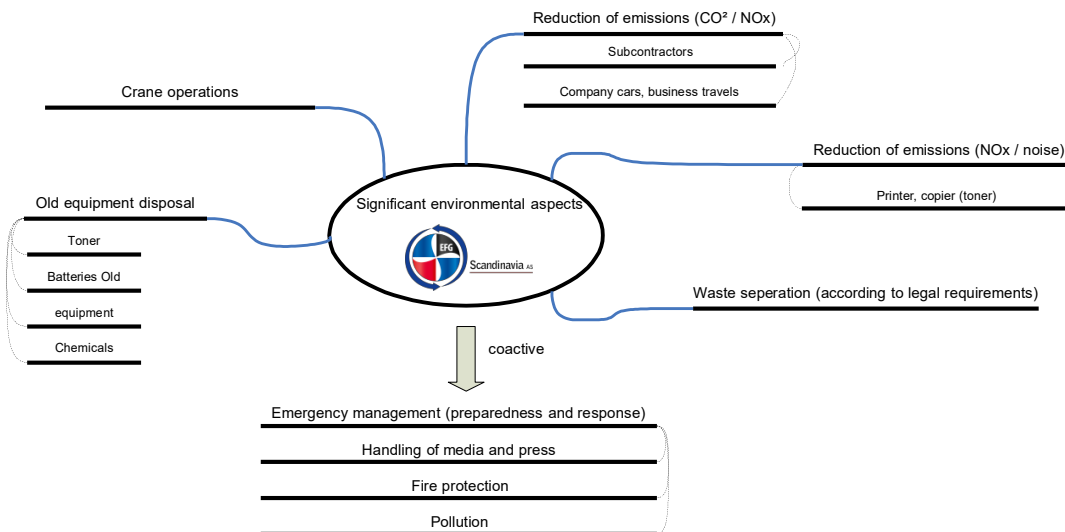 Reduction of emissions (CO² / NOx)
Subcontractors
Company cars, business travels
Crane operations
Reduction of emissions (NOx / noise)
Printer, copier (toner)
Old equipment disposal
Toner
Batteries Old
equipment
Chemicals
Significant environmental aspects
EFG
Scandinavia AS
Waste seperation (according to legal requirements)
coactive
Emergency management (preparedness and response)
Handling of media and press
Fire protection
Pollution